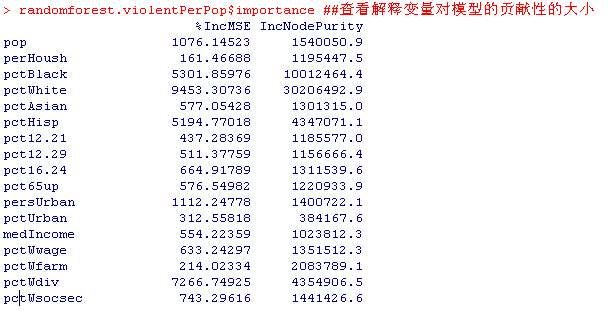 > randomforest.violentPerPop$importance ##查看解释变量对模型的贡献性的大小
%IncMSE IncNodePurity
pop 1076.14523 1540050.9
perHoush 161.46688 1195447.5
pctBlack 5301.85976 10012464.4
pctWhite 9453.30736 30206492.9
pctAsian 577.05428 1301315.0
pctHisp 5194.77018 4347071.1
pct12.21 437.28369 1185577.0
pct12.29 511.37759 1156666.4
pct16.24 664.91789 1311539.6
pct65up 576.54982 1220933.9
persUrban 1112.24778 1400722.1
pctUrban 312.55818 384167.6
medIncome 554.22359 1023812.3
pctWwage 633.24297 1351512.3
pctWfarm 214.02334 2083789.1
pctWdiv 7266.74925 4354906.5
pctWsocsec 743.29616 1441426.6